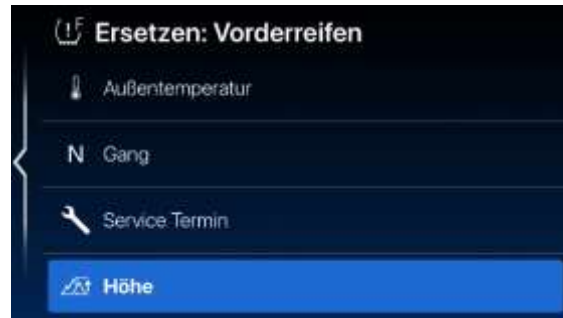 Ersetzen: Vorderreifen
Außentemperatur
N Gang
Service Termin
Höhe